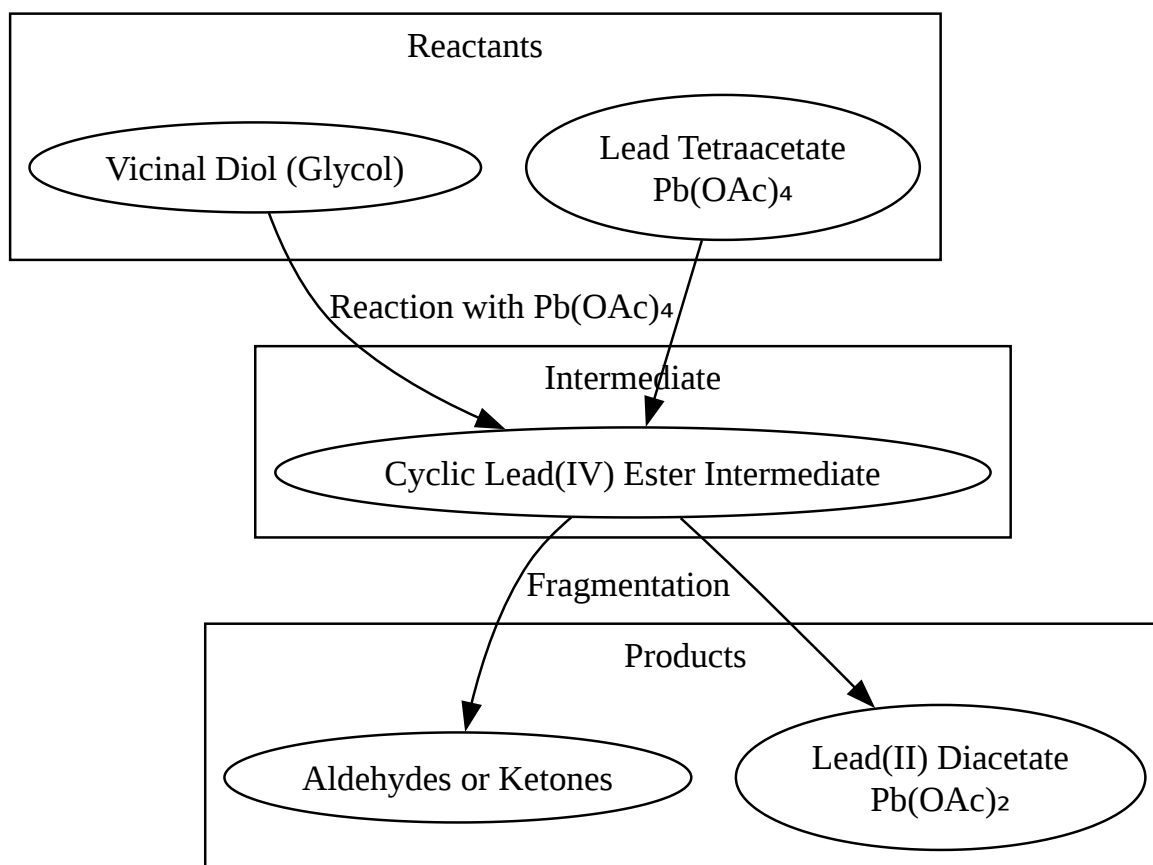 Reactants
Vicinal Diol (Glycol)
Lead Tetraacetate
Pb(OAc)₄
Reaction with Pb(OAc)₄
Intermediate
Cyclic Lead(IV) Ester Intermediate
Fragmentation
Products
Aldehydes or Ketones
Lead(II) Diacetate
Pb(OAc)₂